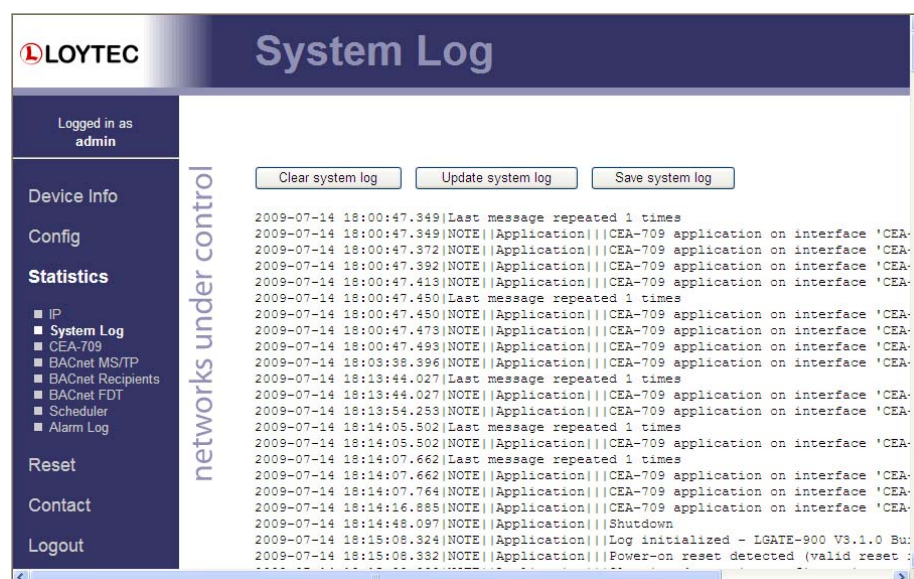 LOYTEC
System Log
Logged in as
admin
Device Info
Config
Statistics
IP
System Log
CEA-709
BACnet MS/TP
BACnet Recipients
BACnet FDT
Scheduler
Alarm Log
Reset
Contact
Logout
networks under control
Clear system log Update system log Save system log
2009-07-14 18:00:47.349|Last message repeated 1 times
2009-07-14 18:00:47.349|NOTE||Application|||CEA-709 application on interface 'CEA-
2009-07-14 18:00:47.372|NOTE||Application|||CEA-709 application on interface 'CEA-
2009-07-14 18:00:47.392|NOTE||Application|||CEA-709 application on interface 'CEA-
2009-07-14 18:00:47.413|NOTE||Application|||CEA-709 application on interface 'CEA-
2009-07-14 18:00:47.450|Last message repeated 1 times
2009-07-14 18:00:47.450|NOTE||Application|||CEA-709 application on interface 'CEA-
2009-07-14 18:00:47.473|NOTE||Application|||CEA-709 application on interface 'CEA-
2009-07-14 18:00:47.493|NOTE||Application|||CEA-709 application on interface 'CEA-
2009-07-14 18:03:38.396|NOTE||Application|||CEA-709 application on interface 'CEA-
2009-07-14 18:13:44.027|Last message repeated 1 times
2009-07-14 18:13:44.027|NOTE||Application|||CEA-709 application on interface 'CEA-
2009-07-14 18:13:54.253|NOTE||Application|||CEA-709 application on interface 'CEA-
2009-07-14 18:14:05.502|Last message repeated 1 times
2009-07-14 18:14:05.502|NOTE||Application|||CEA-709 application on interface 'CEA-
2009-07-14 18:14:07.662|Last message repeated 1 times
2009-07-14 18:14:07.662|NOTE||Application|||CEA-709 application on interface 'CEA-
2009-07-14 18:14:07.764|NOTE||Application|||CEA-709 application on interface 'CEA-
2009-07-14 18:14:16.885|NOTE||Application|||CEA-709 application on interface 'CEA-
2009-07-14 18:14:48.097|NOTE||Application|||Shutdown
2009-07-14 18:15:08.324|NOTE||Application|||Log initialized - LGATE-900 V3.1.0
2009-07-14 18:15:08.332|NOTE||Application|||Power-on reset detected (valid reset